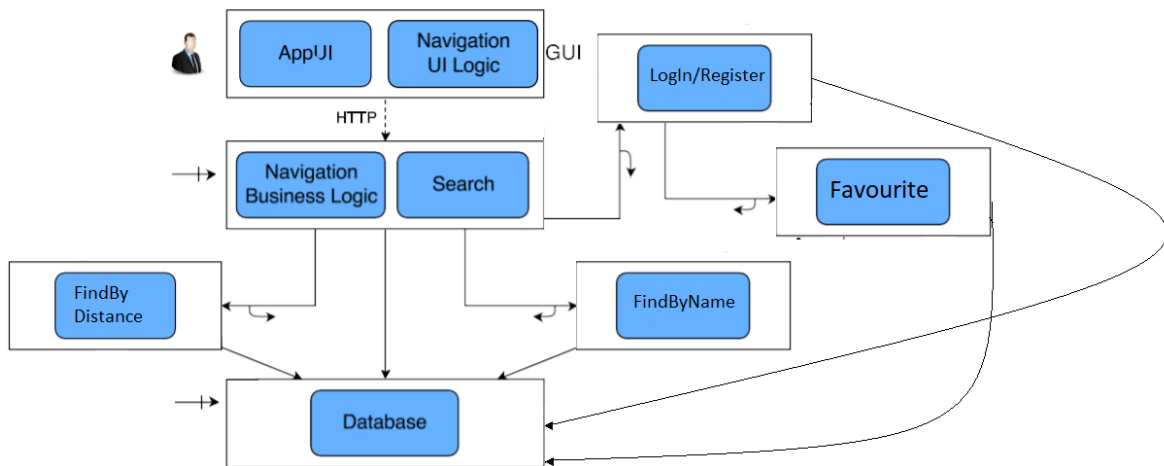 AppUI
Navigation
UI Logic
GUI
LogIn/Register
HTTP
Navigation
Business Logic
Search
Favourite
FindBy
Distance
FindByName
Database